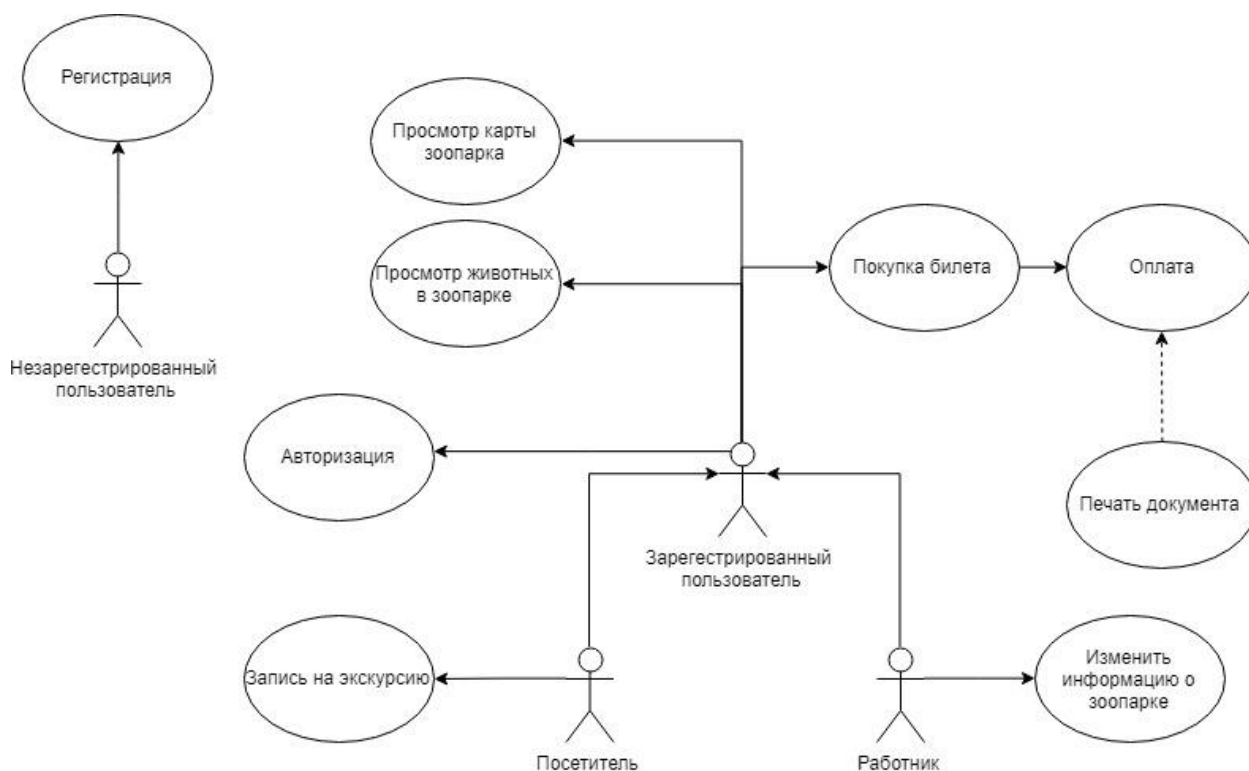 Регистрация
Просмотр карты
зоопарка
Просмотр животных
в зоопарке
Покупка билета
Оплата
Незарегестрированный
пользователь
Авторизация
Печать документа
Зарегестрированный
пользователь
Запись на экскурсию
Изменить
информацию о
зоопарке
Посетитель
Работник